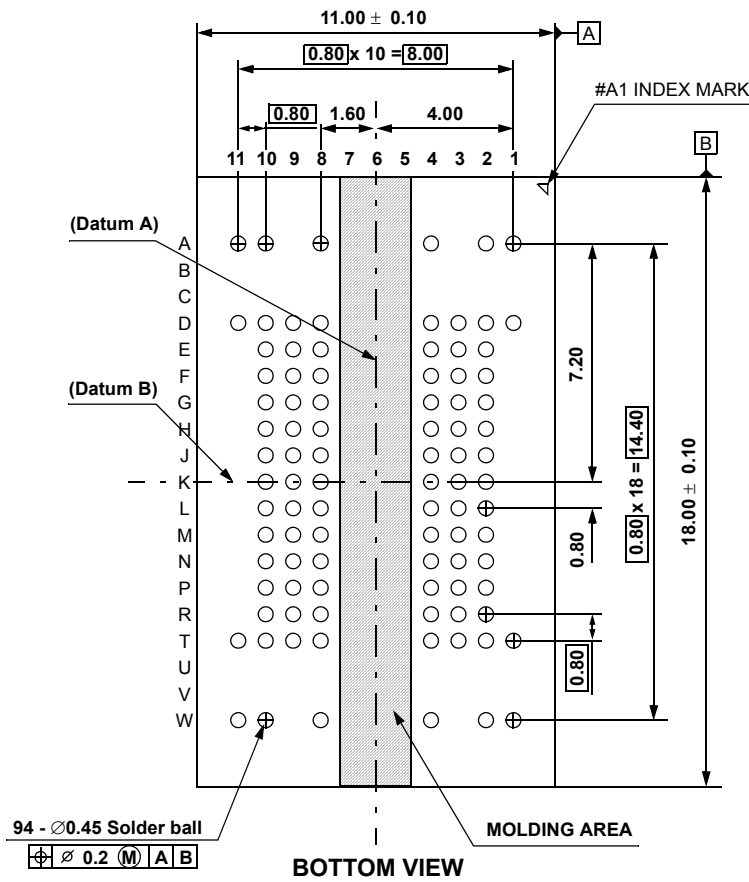 11.00 ± 0.10
A
0.80 x 10 = 8.00
#A1 INDEX MARK
0.80 1.60 4.00
B
11 10 9 8 7 6 5 4 3 2 1
(Datum A)
A
B
C
D
E
F
(Datum B)
G
H
J
K
L
M
N
P
R
T
U
V
W
7.20
0.80 x 18 = 14.40
18.00 ± 0.10
0.80
0.80
94 - ∅0.45 Solder ball
MOLDING AREA
⌖ ∅ 0.2 Ⓜ A B
BOTTOM VIEW